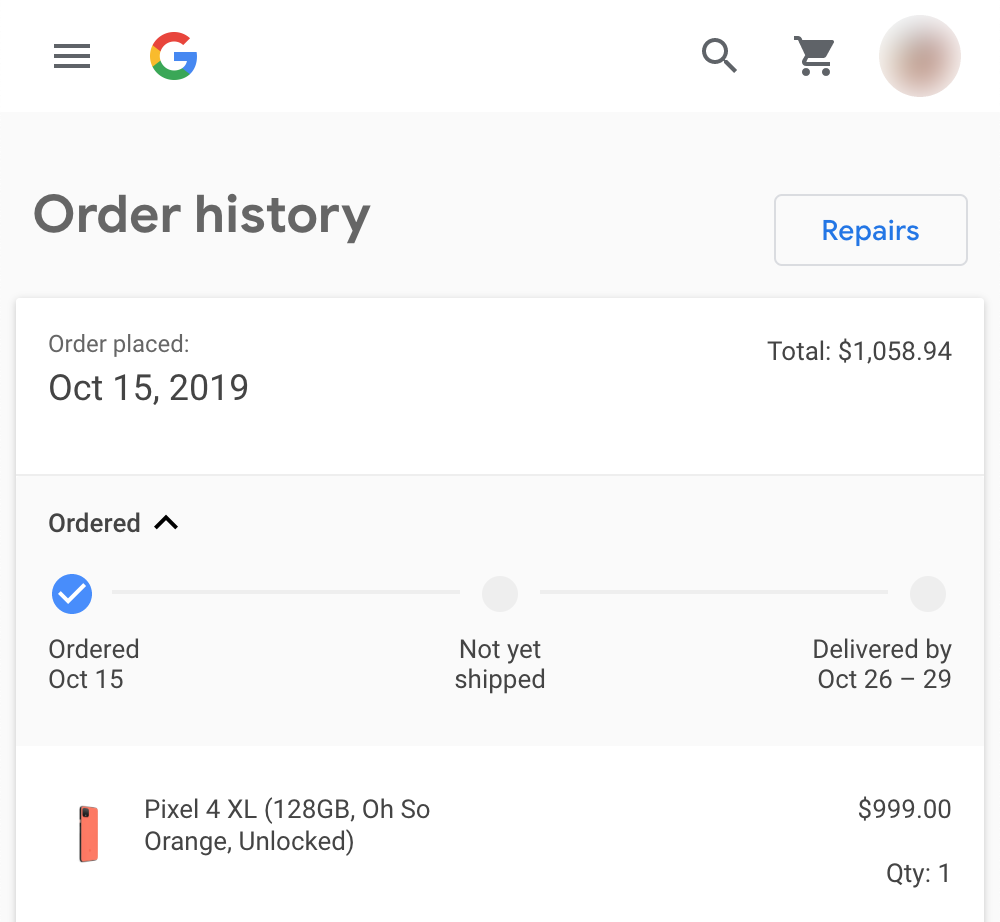 Order history
Repairs
Order placed:
Total: $1,058.94
Oct 15, 2019
Ordered
Ordered
Oct 15
Not yet
shipped
Delivered by
Oct 26 – 29
Pixel 4 XL (128GB, Oh So
Orange, Unlocked)
$999.00
Qty: 1